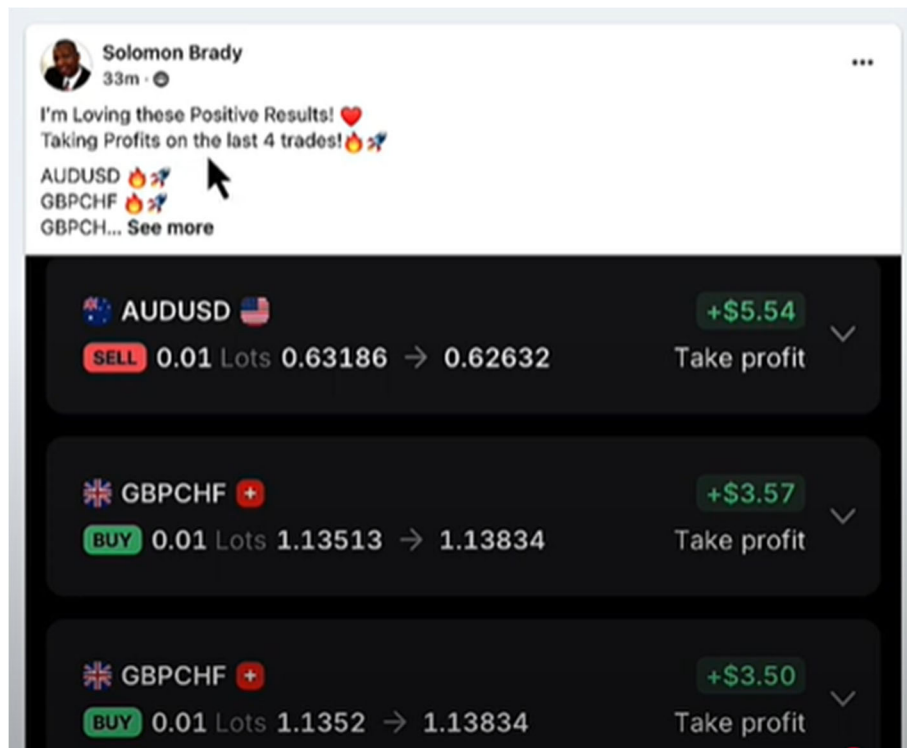 Solomon Brady
33m ·
I'm Loving these Positive Results! ❤️
Taking Profits on the last 4 trades!🔥🚀
AUDUSD 🔥🚀
GBPCHF 🔥🚀
GBPCH... See more
AUDUSD +$5.54
SELL 0.01 Lots 0.63186 → 0.62632 Take profit
GBPCHF +$3.57
BUY 0.01 Lots 1.13513 → 1.13834 Take profit
GBPCHF +$3.50
BUY 0.01 Lots 1.1352 → 1.13834 Take profit